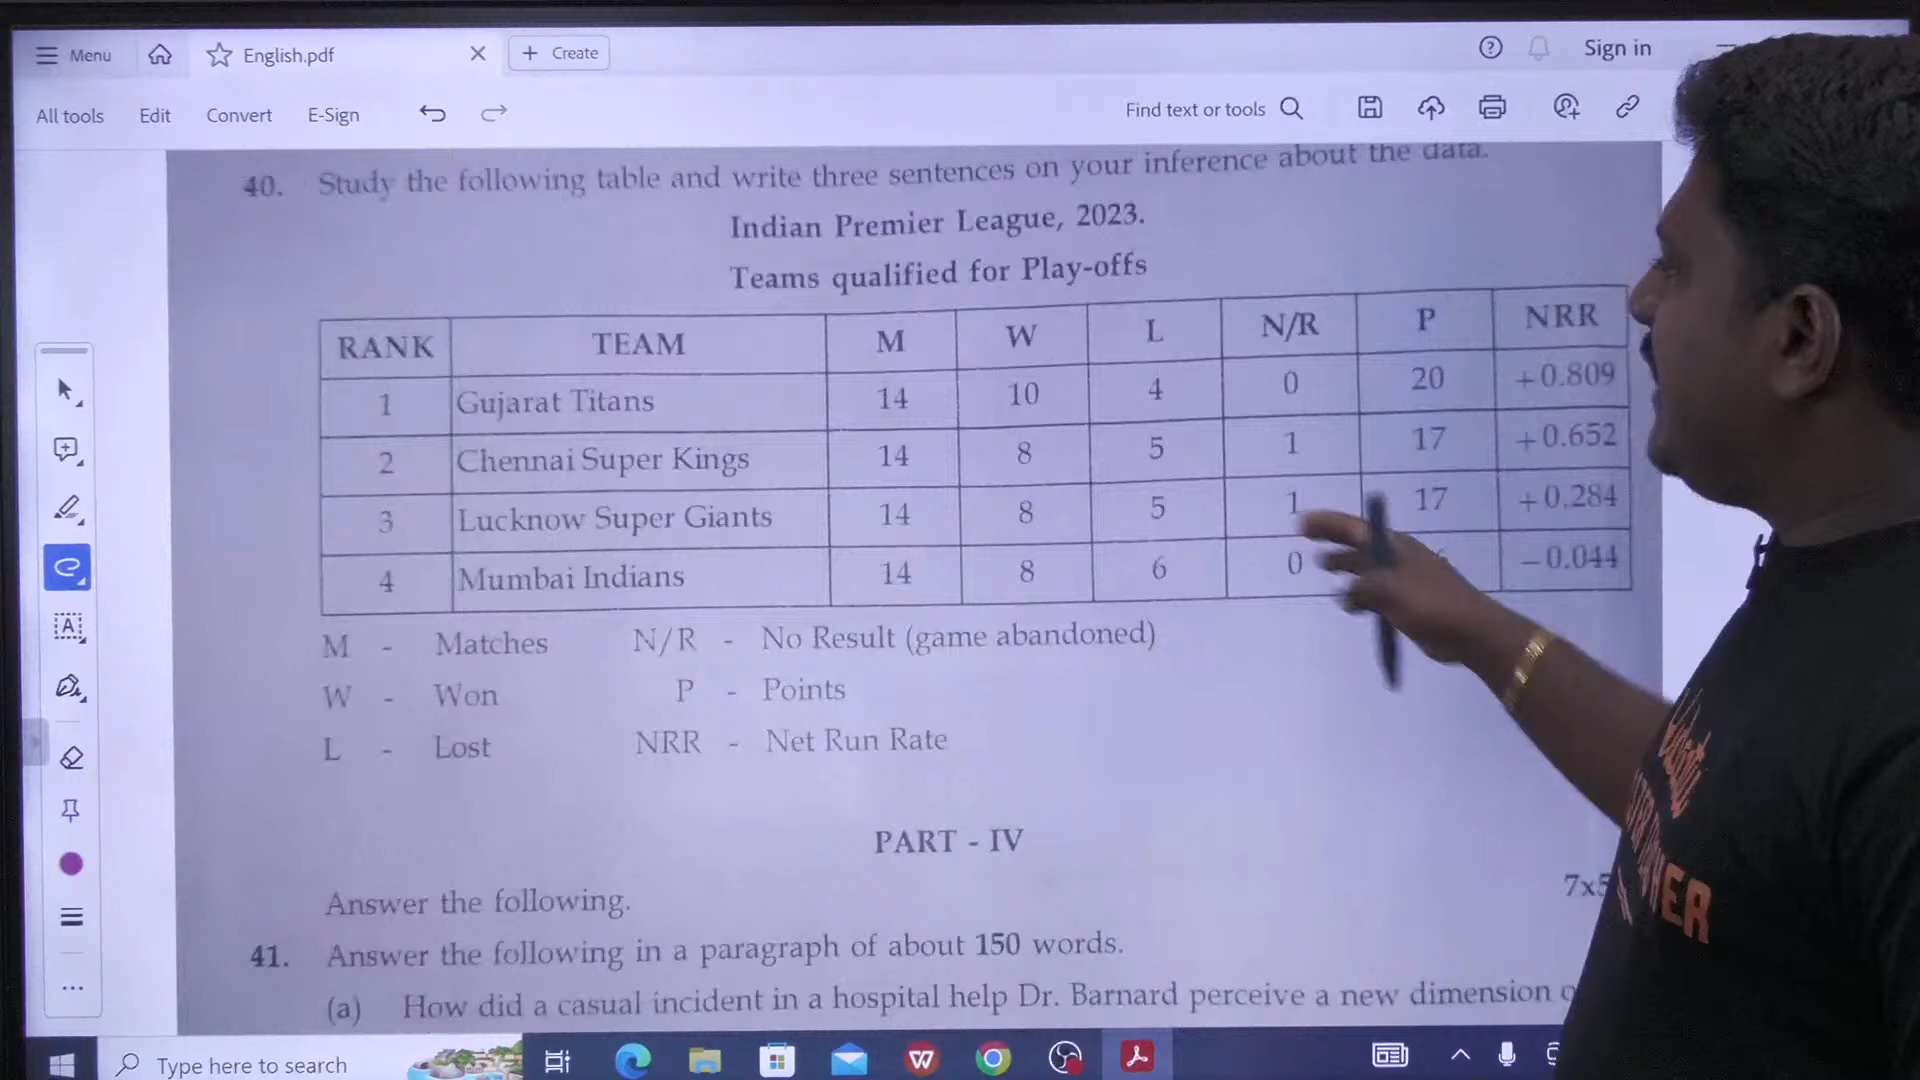 Menu English.pdf Create Sign in
All tools Edit Convert E-Sign Find text or tools
40. Study the following table and write three sentences on your inference about the data.
Indian Premier League, 2023.
Teams qualified for Play-offs
RANK TEAM M W L N/R P NRR
1 Gujarat Titans 14 10 4 0 20 +0.809
2 Chennai Super Kings 14 8 5 1 17 +0.652
3 Lucknow Super Giants 14 8 5 1 17 +0.284
4 Mumbai Indians 14 8 6 0 -0.044
M - Matches N/R - No Result (game abandoned)
W - Won P - Points
L - Lost NRR - Net Run Rate
PART - IV
Answer the following. 7x5
41. Answer the following in a paragraph of about 150 words.
(a) How did a casual incident in a hospital help Dr. Barnard perceive a new dimension
Type here to search